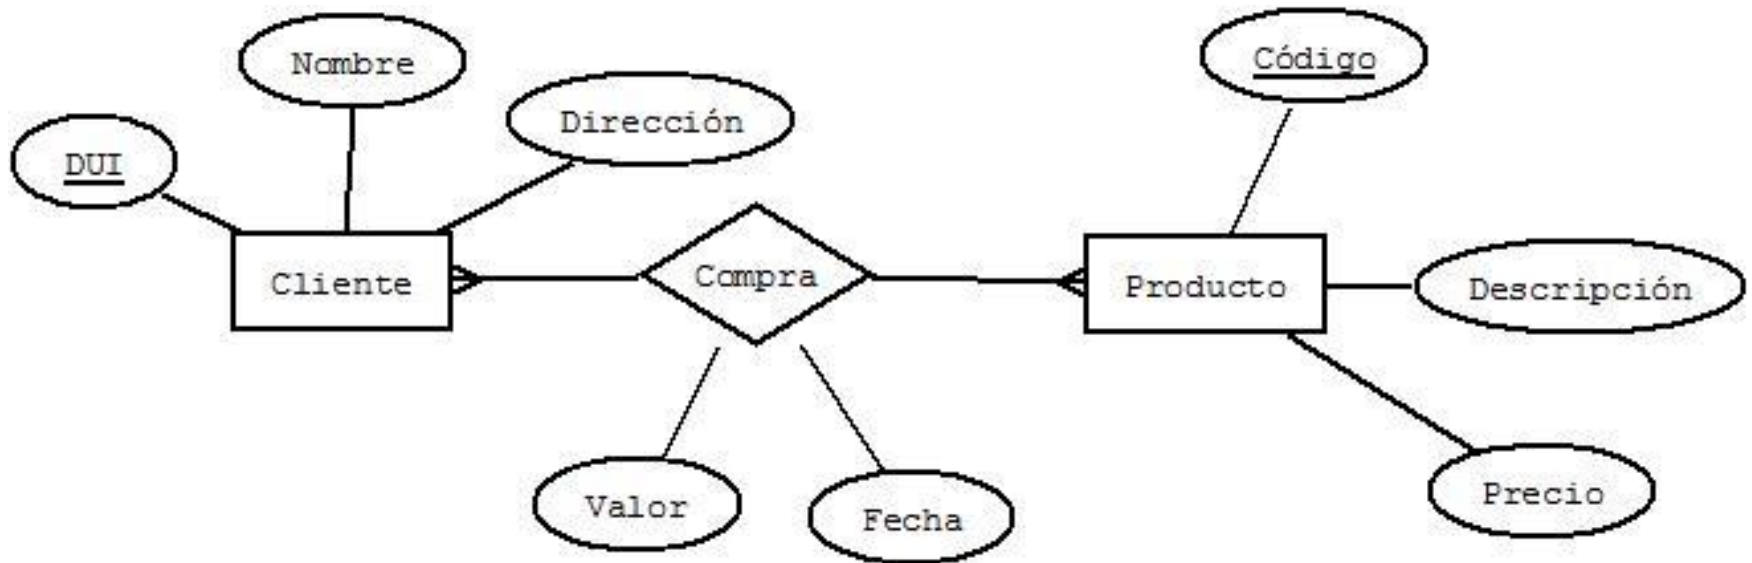 Nombre
Código
Dirección
DUI
Cliente
Compra
Producto
Descripción
Valor
Fecha
Precio